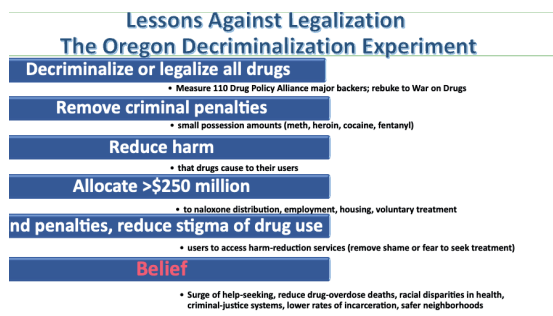 Lessons Against Legalization
The Oregon Decriminalization Experiment
Decriminalize or legalize all drugs
• Measure 110 Drug Policy Alliance major backers; rebuke to War on Drugs
Remove criminal penalties
• small possession amounts (meth, heroin, cocaine, fentanyl)
Reduce harm
• that drugs cause to their users
Allocate >$250 million
• to naloxone distribution, employment, housing, voluntary treatment
nd penalties, reduce stigma of drug use
• users to access harm-reduction services (remove shame or fear to seek treatment)
Belief
• Surge of help-seeking, reduce drug-overdose deaths, racial disparities in health,
criminal-justice systems, lower rates of incarceration, safer neighborhoods